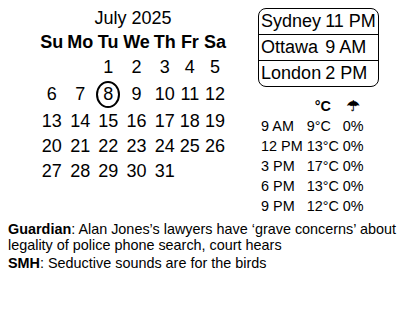 July 2025
Su Mo Tu We Th Fr Sa
1 2 3 4 5
6 7 8 9 10 11 12
13 14 15 16 17 18 19
20 21 22 23 24 25 26
27 28 29 30 31
Sydney 11 PM
Ottawa 9 AM
London 2 PM
°C ☂
9 AM 9°C 0%
12 PM 13°C 0%
3 PM 17°C 0%
6 PM 13°C 0%
9 PM 12°C 0%
Guardian: Alan Jones’s lawyers have ‘grave concerns’ about
legality of police phone search, court hears
SMH: Seductive sounds are for the birds